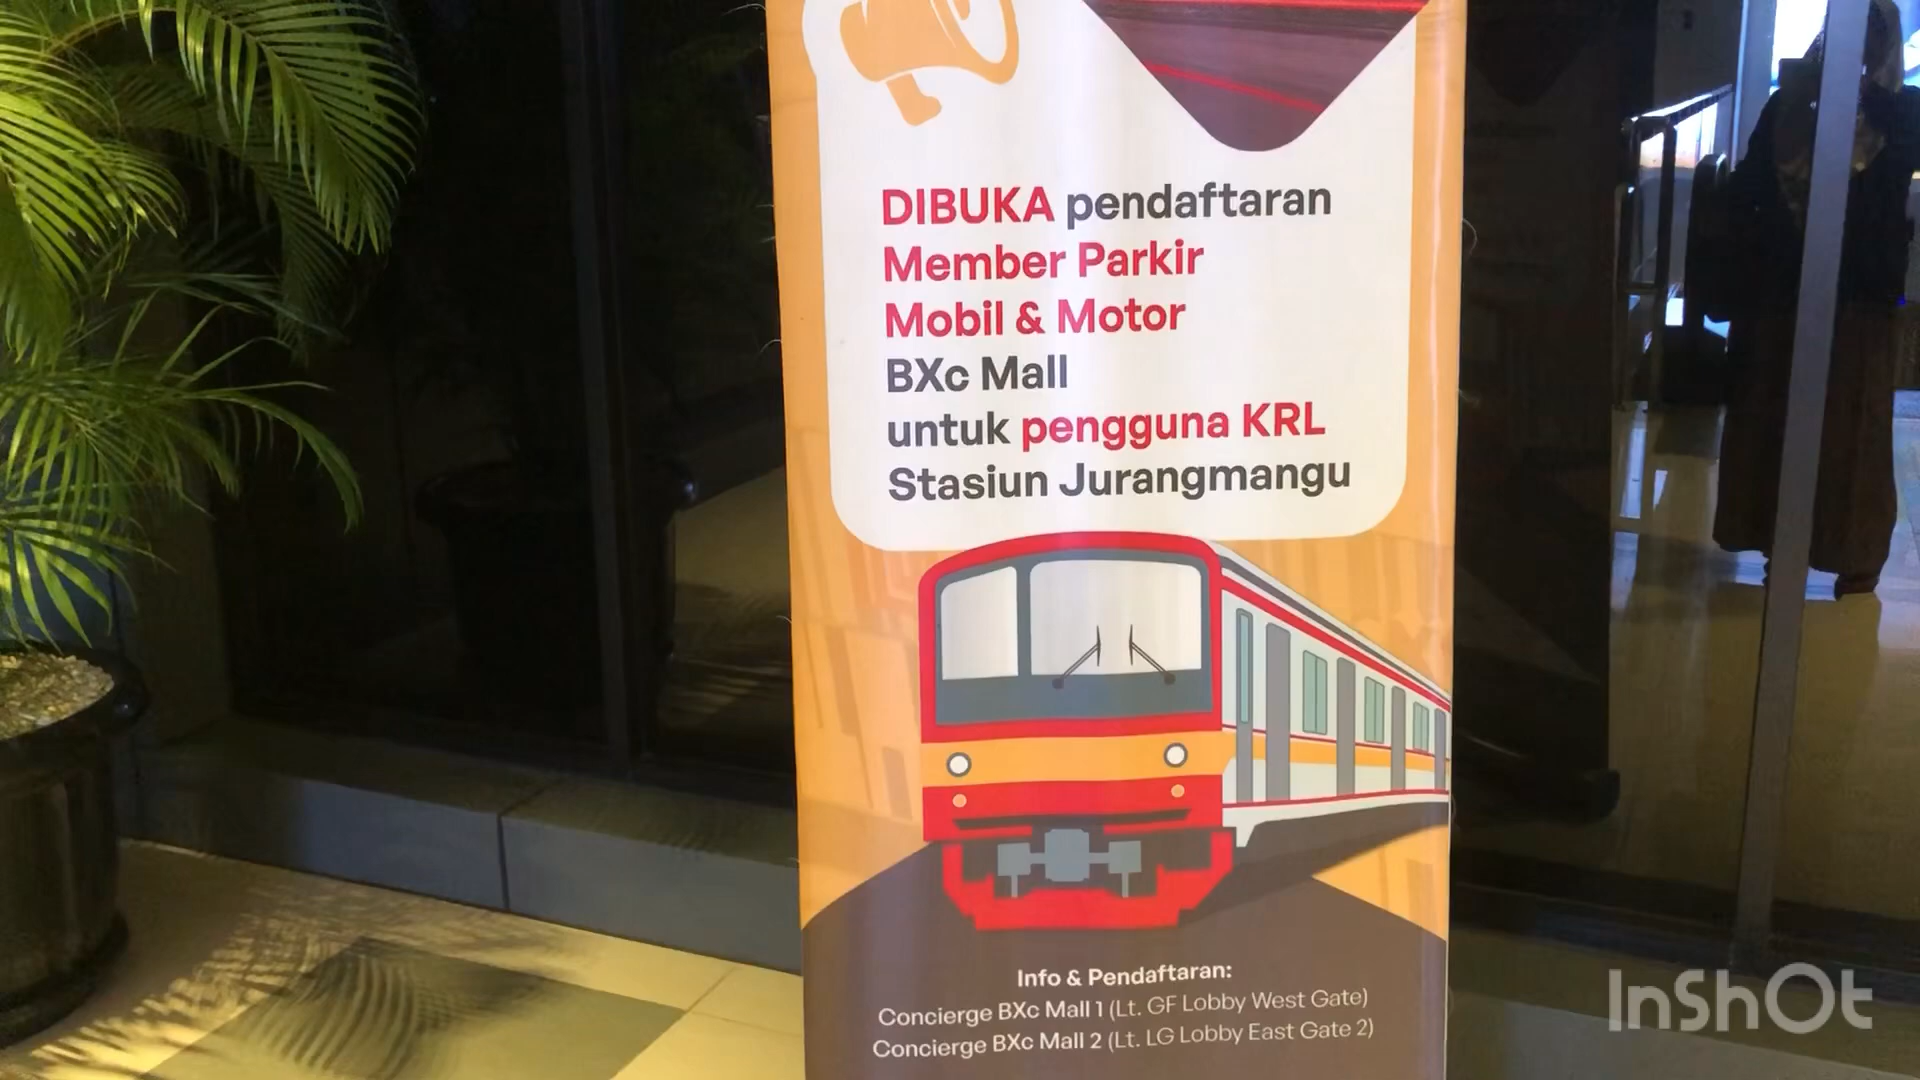 DIBUKA pendaftaran
Member Parkir
Mobil & Motor
BXc Mall
untuk pengguna KRL
Stasiun Jurangmangu
Info & Pendaftaran:
Concierge BXc Mall 1 (Lt. GF Lobby West Gate)
Concierge BXc Mall 2 (Lt. LG Lobby East Gate 2)
InShOt